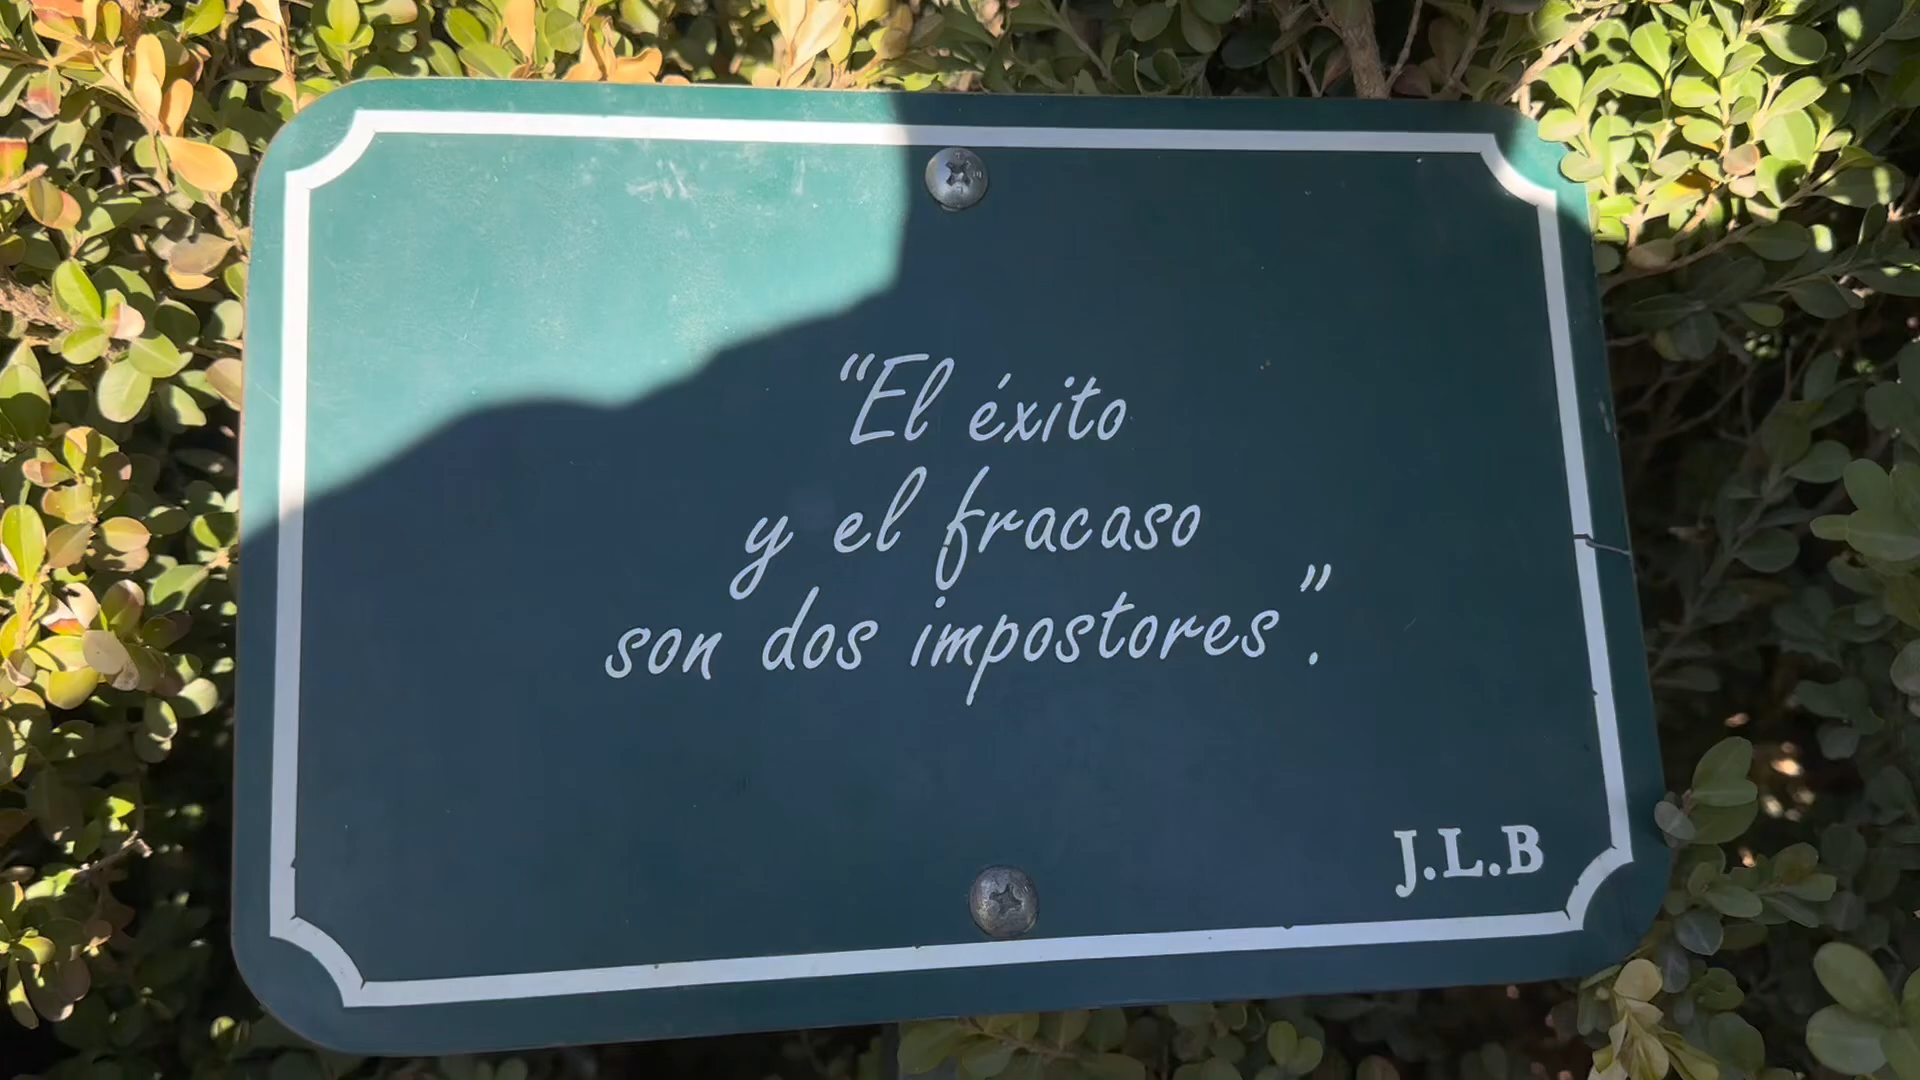 “El éxito
y el fracaso
son dos impostores”.
J.L.B